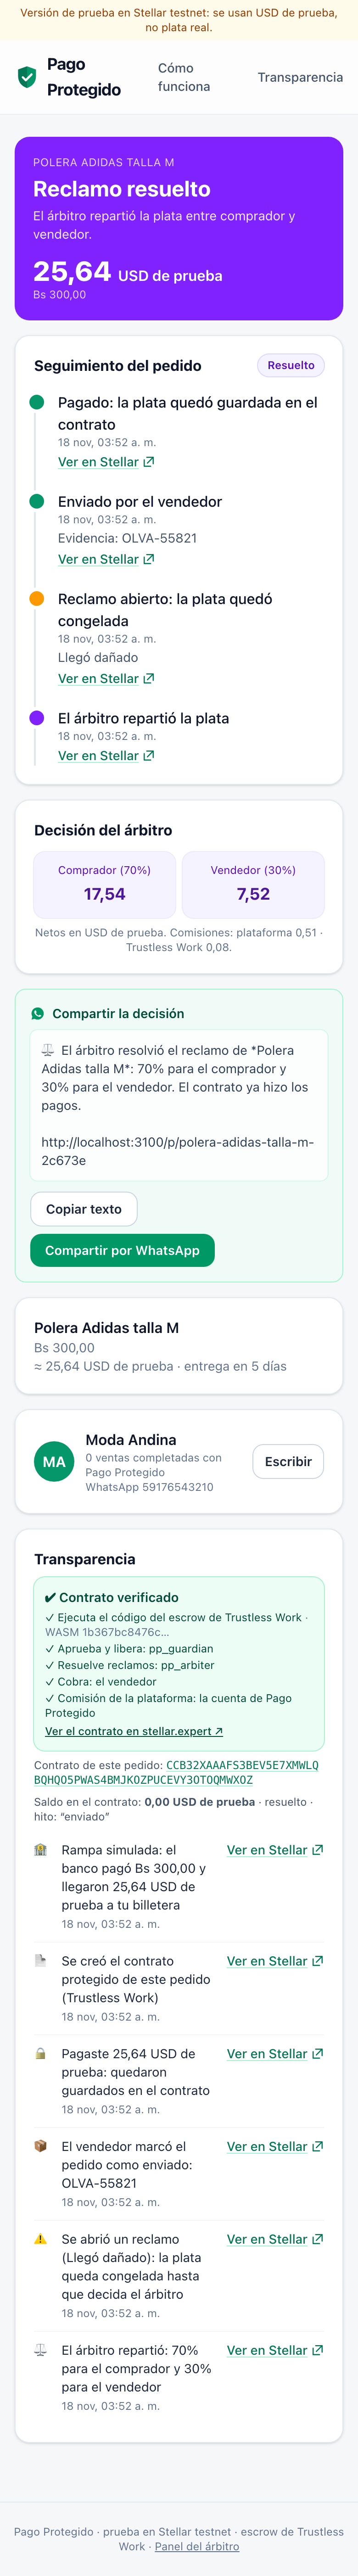 Versión de prueba en Stellar testnet: se usan USD de prueba,
no plata real.
Pago
Protegido
Cómo
funciona
Transparencia
POLERA ADIDAS TALLA M
Reclamo resuelto
El árbitro repartió la plata entre comprador y
vendedor.
25,64 USD de prueba
Bs 300,00
Seguimiento del pedido
Resuelto
Pagado: la plata quedó guardada en el
contrato
18 nov, 03:52 a. m.
Ver en Stellar
Enviado por el vendedor
18 nov, 03:52 a. m.
Evidencia: OLVA-55821
Ver en Stellar
Reclamo abierto: la plata quedó
congelada
18 nov, 03:52 a. m.
Llegó dañado
Ver en Stellar
El árbitro repartió la plata
18 nov, 03:52 a. m.
Ver en Stellar
Decisión del árbitro
Comprador (70%)
17,54
Vendedor (30%)
7,52
Netos en USD de prueba. Comisiones: plataforma 0,51 ·
Trustless Work 0,08.
Compartir la decisión
⚖️ El árbitro resolvió el reclamo de *Polera
Adidas talla M*: 70% para el comprador y
30% para el vendedor. El contrato ya hizo los
pagos.
http://localhost:3100/p/polera-adidas-talla-m-
2c673e
Copiar texto
Compartir por WhatsApp
Polera Adidas talla M
Bs 300,00
≈ 25,64 USD de prueba · entrega en 5 días
MA
Moda Andina
0 ventas completadas con
Pago Protegido
WhatsApp 59176543210
Escribir
Transparencia
✔ Contrato verificado
✓ Ejecuta el código del escrow de Trustless Work ·
WASM 1b367bc8476c…
✓ Aprueba y libera: pp_guardian
✓ Resuelve reclamos: pp_arbiter
✓ Cobra: el vendedor
✓ Comisión de la plataforma: la cuenta de Pago
Protegido
Ver el contrato en stellar.expert ↗
Contrato de este pedido: CCB32XAAAFS3BEV5E7XMWLQ
BQHQO5PWAS4BMJKOZPUCEVY3OTOQMWXOZ
Saldo en el contrato: 0,00 USD de prueba · resuelto ·
hito: “enviado”
Rampa simulada: el
banco pagó Bs 300,00 y
llegaron 25,64 USD de
prueba a tu billetera
18 nov, 03:52 a. m.
Ver en Stellar
Se creó el contrato
protegido de este pedido
(Trustless Work)
18 nov, 03:52 a. m.
Ver en Stellar
Pagaste 25,64 USD de
prueba: quedaron
guardados en el contrato
18 nov, 03:52 a. m.
Ver en Stellar
El vendedor marcó el
pedido como enviado:
OLVA-55821
18 nov, 03:52 a. m.
Ver en Stellar
Se abrió un reclamo
(Llegó dañado): la plata
queda congelada hasta
que decida el árbitro
18 nov, 03:52 a. m.
Ver en Stellar
El árbitro repartió: 70%
para el comprador y 30%
para el vendedor
18 nov, 03:52 a. m.
Ver en Stellar
Pago Protegido · prueba en Stellar testnet · escrow de Trustless
Work · Panel del árbitro